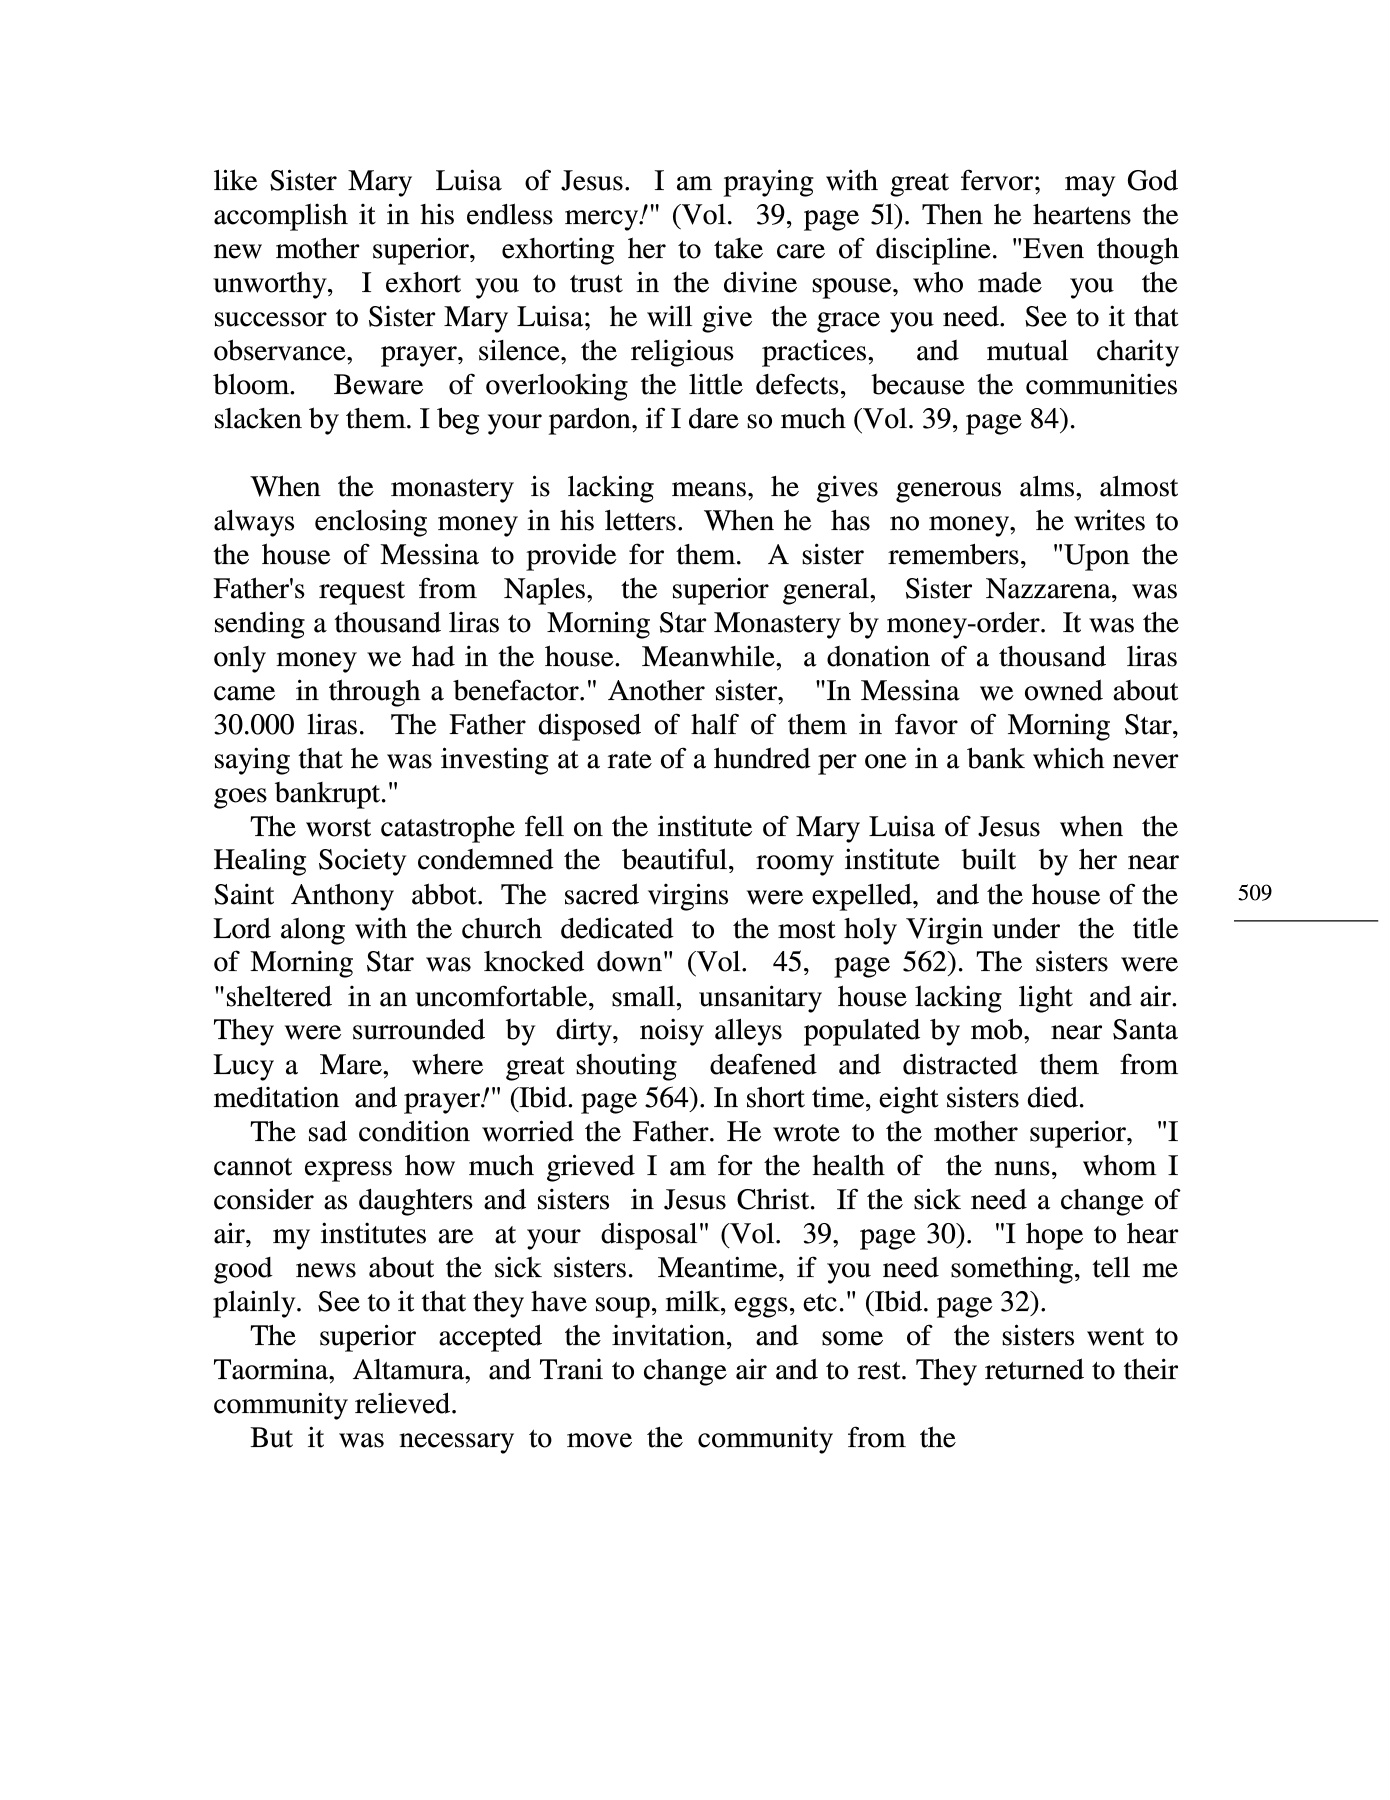 like Sister Mary Luisa of Jesus. I am praying with great fervor; may God
accomplish it in his endless mercy!" (Vol. 39, page 5l). Then he heartens the
new mother superior, exhorting her to take care of discipline. "Even though
unworthy, I exhort you to trust in the divine spouse, who made you the
successor to Sister Mary Luisa; he will give the grace you need. See to it that
observance, prayer, silence, the religious practices, and mutual charity
bloom. Beware of overlooking the little defects, because the communities
slacken by them. I beg your pardon, if I dare so much (Vol. 39, page 84).
When the monastery is lacking means, he gives generous alms, almost
always enclosing money in his letters. When he has no money, he writes to
the house of Messina to provide for them. A sister remembers, "Upon the
Father's request from Naples, the superior general, Sister Nazzarena, was
sending a thousand liras to Morning Star Monastery by money-order. It was the
only money we had in the house. Meanwhile, a donation of a thousand liras
came in through a benefactor." Another sister, "In Messina we owned about
30.000 liras. The Father disposed of half of them in favor of Morning Star,
saying that he was investing at a rate of a hundred per one in a bank which never
goes bankrupt."
The worst catastrophe fell on the institute of Mary Luisa of Jesus when the
Healing Society condemned the beautiful, roomy institute built by her near
Saint Anthony abbot. The sacred virgins were expelled, and the house of the
Lord along with the church dedicated to the most holy Virgin under the title
of Morning Star was knocked down" (Vol. 45, page 562). The sisters were
"sheltered in an uncomfortable, small, unsanitary house lacking light and air.
They were surrounded by dirty, noisy alleys populated by mob, near Santa
Lucy a Mare, where great shouting deafened and distracted them from
meditation and prayer!" (Ibid. page 564). In short time, eight sisters died.
The sad condition worried the Father. He wrote to the mother superior, "I
cannot express how much grieved I am for the health of the nuns, whom I
consider as daughters and sisters in Jesus Christ. If the sick need a change of
air, my institutes are at your disposal" (Vol. 39, page 30). "I hope to hear
good news about the sick sisters. Meantime, if you need something, tell me
plainly. See to it that they have soup, milk, eggs, etc." (Ibid. page 32).
The superior accepted the invitation, and some of the sisters went to
Taormina, Altamura, and Trani to change air and to rest. They returned to their
community relieved.
But it was necessary to move the community from the
509